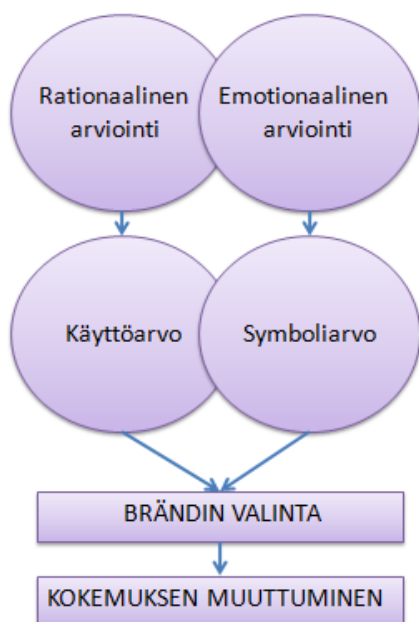 Rationaalinen
arviointi
Emotionaalinen
arviointi
Käyttöarvo
Symboliarvo
BRÄNDIN VALINTA
KOKEMUKSEN MUUTTUMINEN